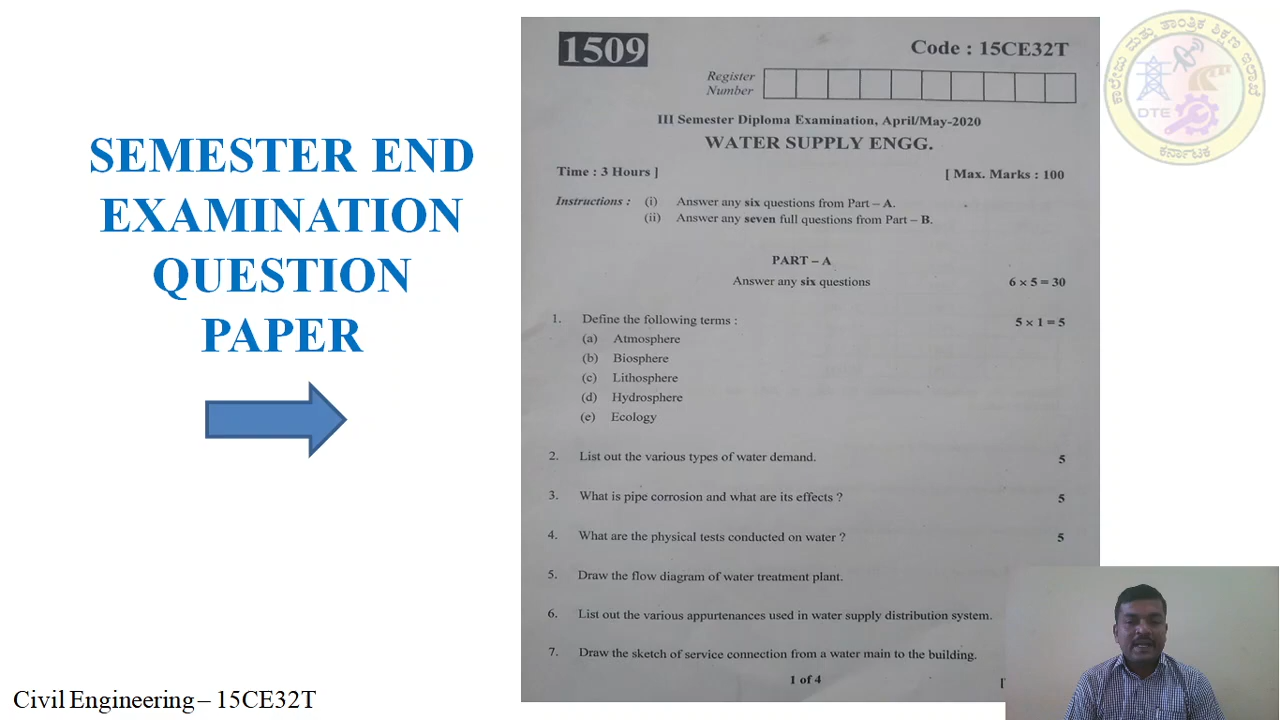 SEMESTER END
EXAMINATION
QUESTION
PAPER
1509
Code : 15CE32T
Register
Number
III Semester Diploma Examination, April/May-2020
WATER SUPPLY ENGG.
Time : 3 Hours ]
[ Max. Marks : 100
Instructions : (i) Answer any six questions from Part – A.
(ii) Answer any seven full questions from Part – B.
PART – A
Answer any six questions 6 × 5 = 30
1. Define the following terms : 5 × 1 = 5
(a) Atmosphere
(b) Biosphere
(c) Lithosphere
(d) Hydrosphere
(e) Ecology
2. List out the various types of water demand. 5
3. What is pipe corrosion and what are its effects ? 5
4. What are the physical tests conducted on water ? 5
5. Draw the flow diagram of water treatment plant.
6. List out the various appurtenances used in water supply distribution system.
7. Draw the sketch of service connection from a water main to the building.
1 of 4 [
ಕಾಲೇಜು ಮತ್ತು ತಾಂತ್ರಿಕ ಶಿಕ್ಷಣ ಇಲಾಖೆ
DTE
ಕರ್ನಾಟಕ
Civil Engineering – 15CE32T